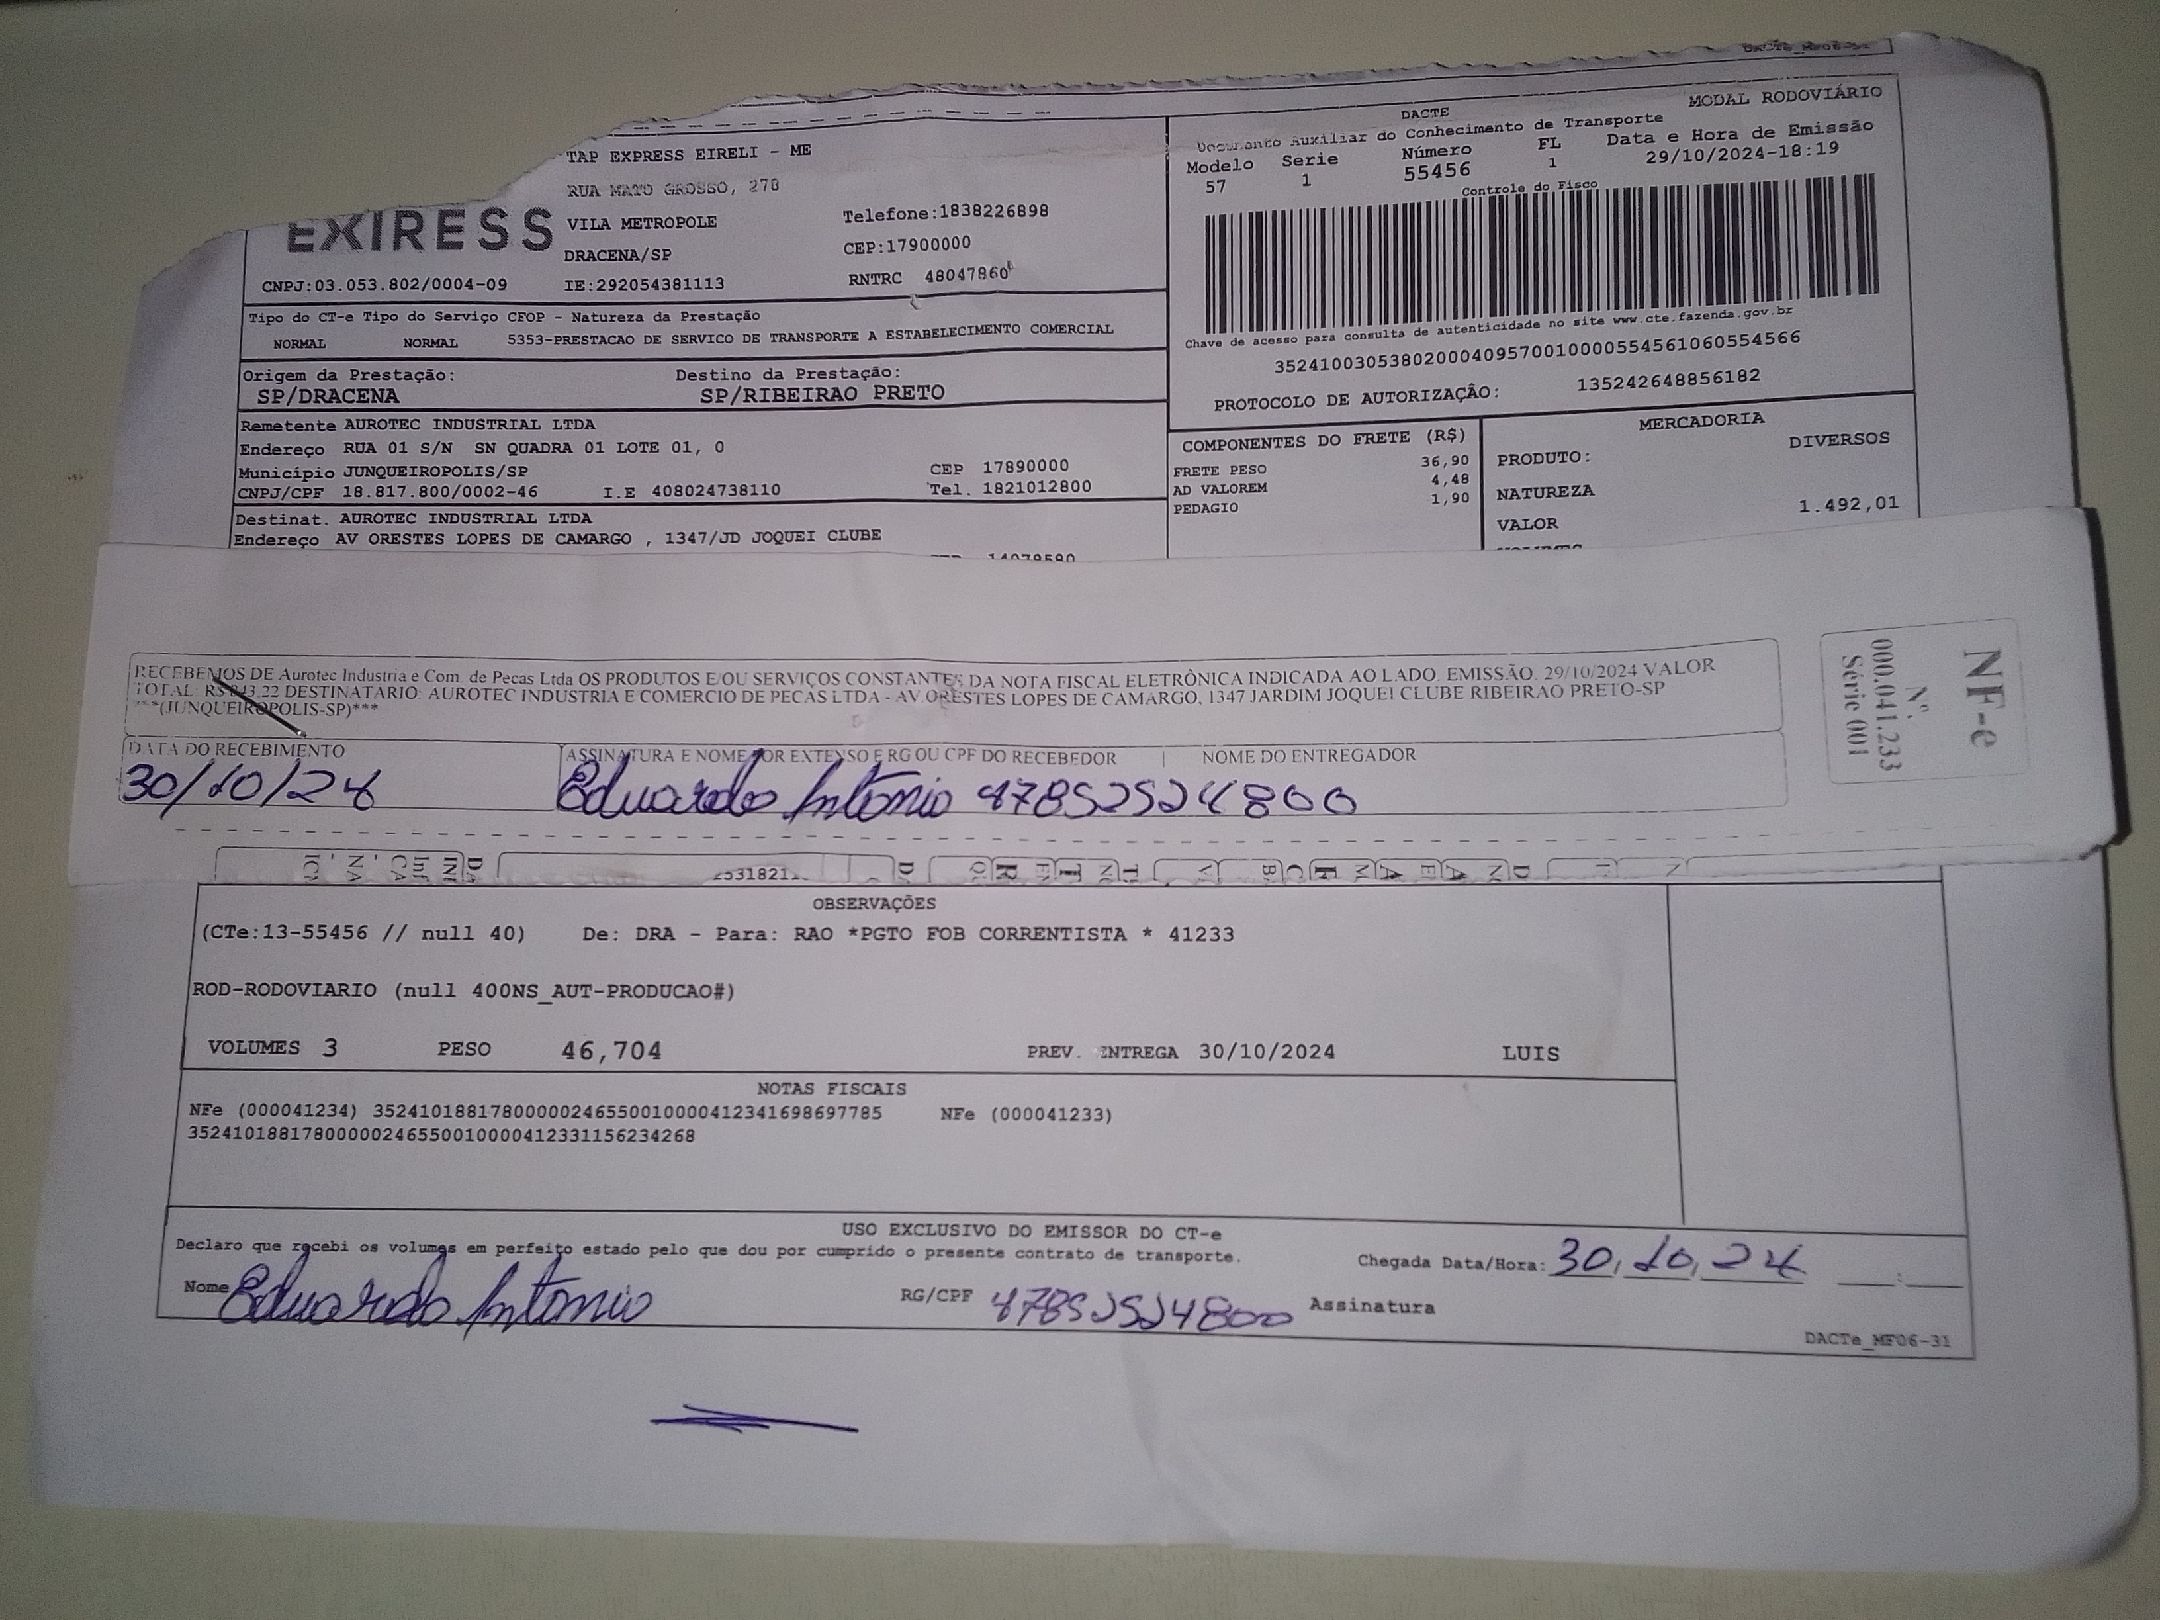 DACTE
MODAL RODOVIÁRIO
Documento Auxiliar do Conhecimento de Transporte
Modelo Serie Número FL Data e Hora de Emissão
57 1 55456 1 29/10/2024-18:19
Controle do Fisco
TAP EXPRESS EIRELI - ME
RUA MATO GROSSO, 278
EXIRESS
VILA METROPOLE Telefone:1838226898
DRACENA/SP CEP:17900000
CNPJ:03.053.802/0004-09 IE:292054381113 RNTRC 48047860
Tipo do CT-e Tipo do Serviço CFOP - Natureza da Prestação
NORMAL NORMAL 5353-PRESTACAO DE SERVICO DE TRANSPORTE A ESTABELECIMENTO COMERCIAL
Chave de acesso para consulta de autenticidade no site www.cte.fazenda.gov.br
35241003053802000409570010000554561060554566
PROTOCOLO DE AUTORIZAÇÂO: 135242648856182
Origem da Prestação: Destino da Prestação:
SP/DRACENA SP/RIBEIRAO PRETO
Remetente AUROTEC INDUSTRIAL LTDA
Endereço RUA 01 S/N SN QUADRA 01 LOTE 01, 0
Município JUNQUEIROPOLIS/SP CEP 17890000
CNPJ/CPF 18.817.800/0002-46 I.E 408024738110 Tel. 1821012800
Destinat. AUROTEC INDUSTRIAL LTDA
Endereço AV ORESTES LOPES DE CAMARGO , 1347/JD JOQUEI CLUBE
COMPONENTES DO FRETE (R$)
FRETE PESO 36,90
AD VALOREM 4,48
PEDAGIO 1,90
MERCADORIA
PRODUTO: DIVERSOS
NATUREZA
VALOR 1.492,01
RECEBEMOS DE Aurotec Industria e Com. de Pecas Ltda OS PRODUTOS E/OU SERVIÇOS CONSTANTES DA NOTA FISCAL ELETRÔNICA INDICADA AO LADO. EMISSÃO. 29/10/2024 VALOR
TOTAL: R$ DESTINATARIO: AUROTEC INDUSTRIA E COMERCIO DE PECAS LTDA - AV.ORESTES LOPES DE CAMARGO, 1347 JARDIM JOQUEI CLUBE RIBEIRAO PRETO-SP
***(JUNQUEIROPOLIS-SP)***
DATA DO RECEBIMENTO ASSINATURA E NOME POR EXTENSO E RG OU CPF DO RECEBEDOR NOME DO ENTREGADOR
30/10/24 Eduardo Antonio 47852524800
NF-e
Nº.
000.041.233
Série 001
OBSERVAÇÕES
(CTe:13-55456 // null 40) De: DRA - Para: RAO *PGTO FOB CORRENTISTA * 41233
ROD-RODOVIARIO (null 400NS_AUT-PRODUCAO#)
VOLUMES 3 PESO 46,704 PREV. ENTREGA 30/10/2024 LUIS
NOTAS FISCAIS
NFe (000041234) 35241018817800000246550010000412341698697785 NFe (000041233)
35241018817800000246550010000412331156234268
USO EXCLUSIVO DO EMISSOR DO CT-e
Declaro que recebi os volumes em perfeito estado pelo que dou por cumprido o presente contrato de transporte.
Chegada Data/Hora: 30,10,24
Nome Eduardo Antonio RG/CPF 47852524800 Assinatura
DACTe_MF06-31